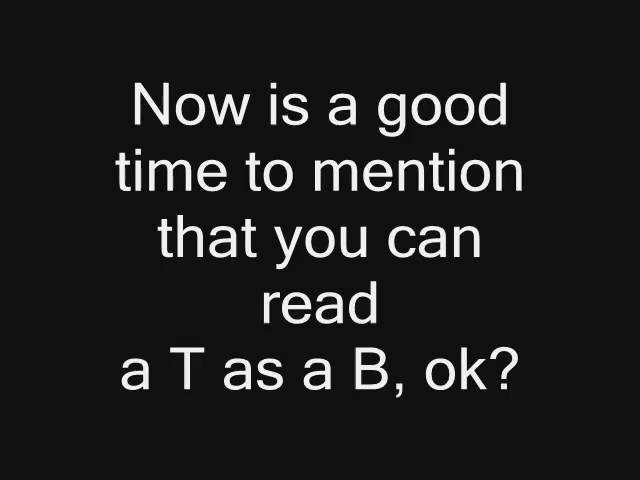 Now is a good
time to mention
that you can
read
a T as a B, ok?